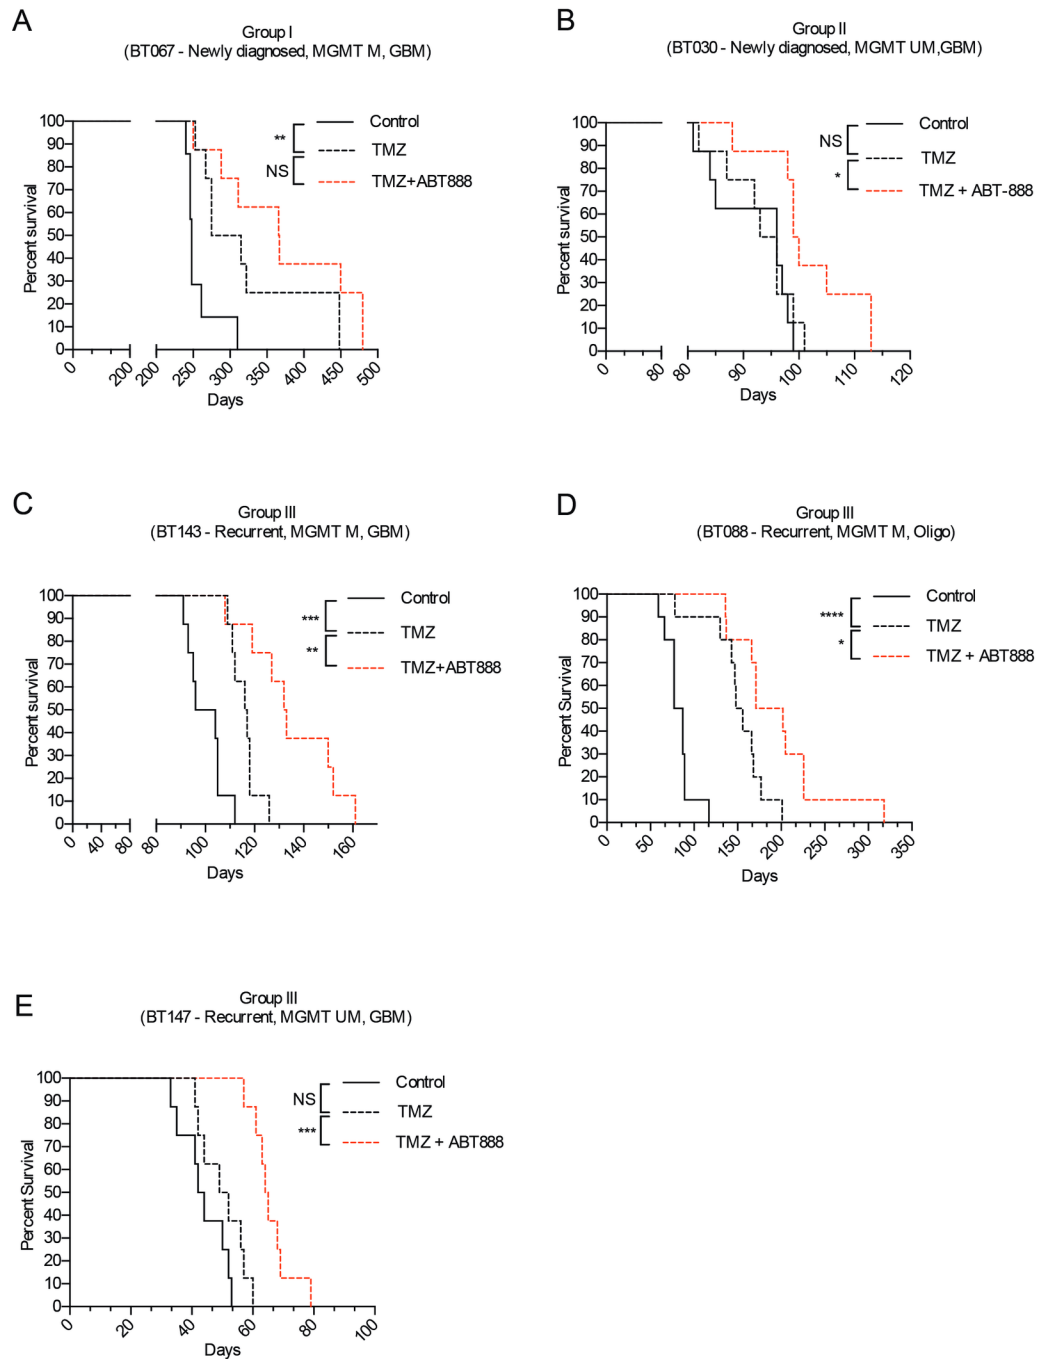 A
Group I
(BT067 - Newly diagnosed, MGMT M, GBM)
Percent survival
100
90
80
70
60
50
40
30
20
10
0
0
200
200
250
300
350
400
450
500
Days
**
NS
Control
TMZ
TMZ+ABT888
B
Group II
(BT030 - Newly diagnosed, MGMT UM,GBM)
Percent survival
100
90
80
70
60
50
40
30
20
10
0
0
80
80
90
100
110
120
Days
NS
*
Control
TMZ
TMZ + ABT-888
C
Group III
(BT143 - Recurrent, MGMT M, GBM)
Percent survival
100
90
80
70
60
50
40
30
20
10
0
0
40
80
80
100
120
140
160
Days
***
**
Control
TMZ
TMZ+ABT888
D
Group III
(BT088 - Recurrent, MGMT M, Oligo)
Percent Survival
100
90
80
70
60
50
40
30
20
10
0
0
50
100
150
200
250
300
350
Days
****
*
Control
TMZ
TMZ + ABT888
E
Group III
(BT147 - Recurrent, MGMT UM, GBM)
Percent Survival
100
90
80
70
60
50
40
30
20
10
0
0
20
40
60
80
100
Days
NS
***
Control
TMZ
TMZ + ABT888